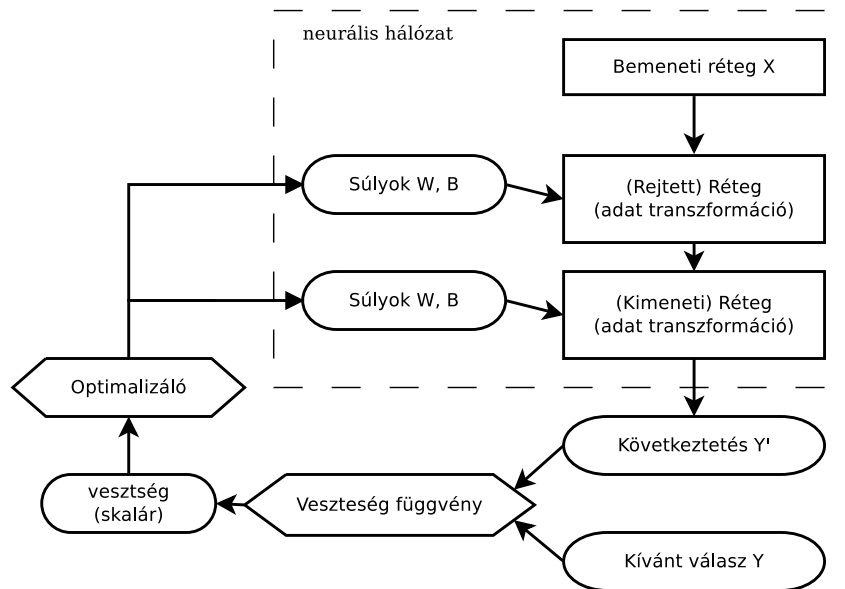 neurális hálózat
Bemeneti réteg X
Súlyok W, B
(Rejtett) Réteg
(adat transzformáció)
Súlyok W, B
(Kimeneti) Réteg
(adat transzformáció)
Optimalizáló
Következtetés Y'
vesztség
(skalár)
Veszteség függvény
Kívánt válasz Y